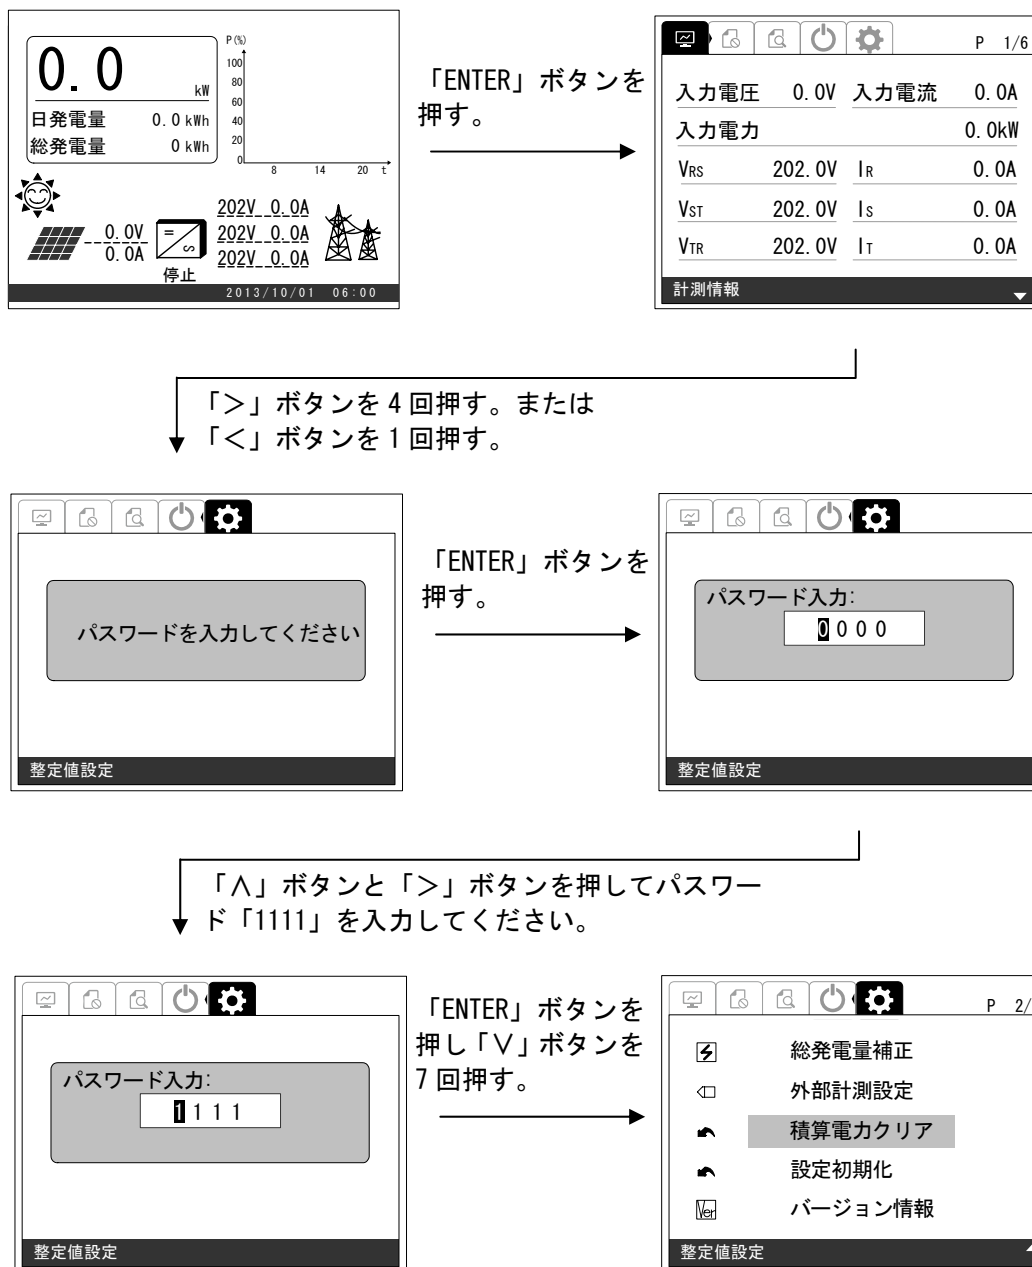 0.0 kW
日発電量 0.0 kWh
総発電量 0 kWh
P(%)
100
80
60
40
20
0
8 14 20 t
0.0V
0.0A
202V 0.0A
202V 0.0A
202V 0.0A
停止
2013/10/01 06:00
「ENTER」ボタンを
押す。
P 1/6
入力電圧 0.0V 入力電流 0.0A
入力電力 0.0kW
VRS 202.0V IR 0.0A
VST 202.0V IS 0.0A
VTR 202.0V IT 0.0A
計測情報
「＞」ボタンを4回押す。または
「＜」ボタンを1回押す。
パスワードを入力してください
整定値設定
「ENTER」ボタンを
押す。
パスワード入力:
0000
整定値設定
「∧」ボタンと「＞」ボタンを押してパスワー
ド「1111」を入力してください。
パスワード入力:
1111
整定値設定
「ENTER」ボタンを
押し「∨」ボタンを
7回押す。
P 2/
総発電量補正
外部計測設定
積算電力クリア
設定初期化
Ver バージョン情報
整定値設定